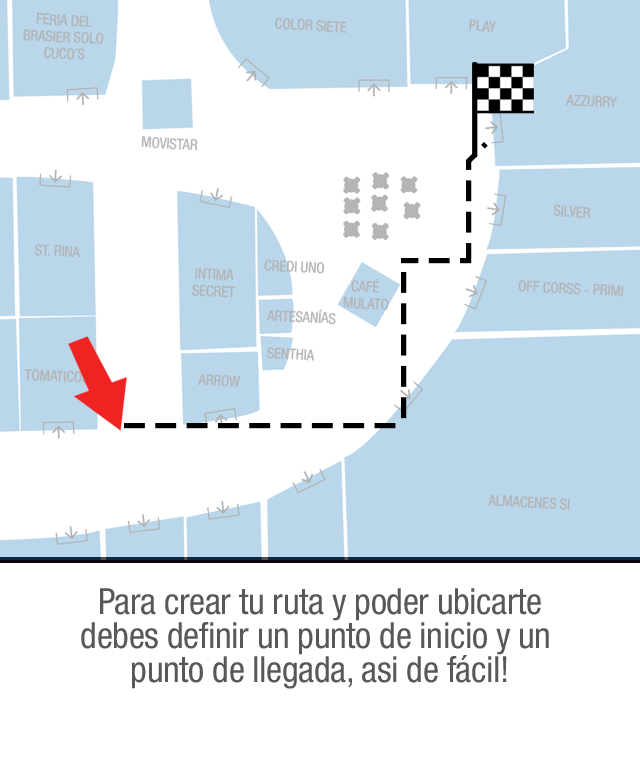 FERIA DEL
BRASIER SOLO
CUCO´S
COLOR SIETE
PLAY
AZZURRY
MOVISTAR
SILVER
ST. RINA
INTIMA
SECRET
CREDI UNO
CAFÉ
MULATO
OFF CORSS - PRIMI
ARTESANÍAS
SENTHIA
TOMATICO
ARROW
ALMACENES SI
Para crear tu ruta y poder ubicarte
debes definir un punto de inicio y un
punto de llegada, asi de fácil!